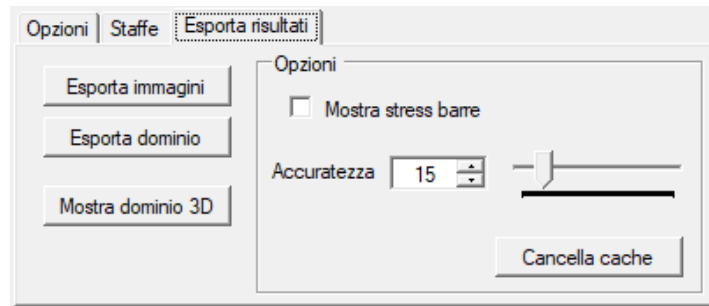 Opzioni Staffe Esporta risultati
Esporta immagini
Esporta dominio
Mostra dominio 3D
Opzioni
Mostra stress barre
Accuratezza 15
Cancella cache